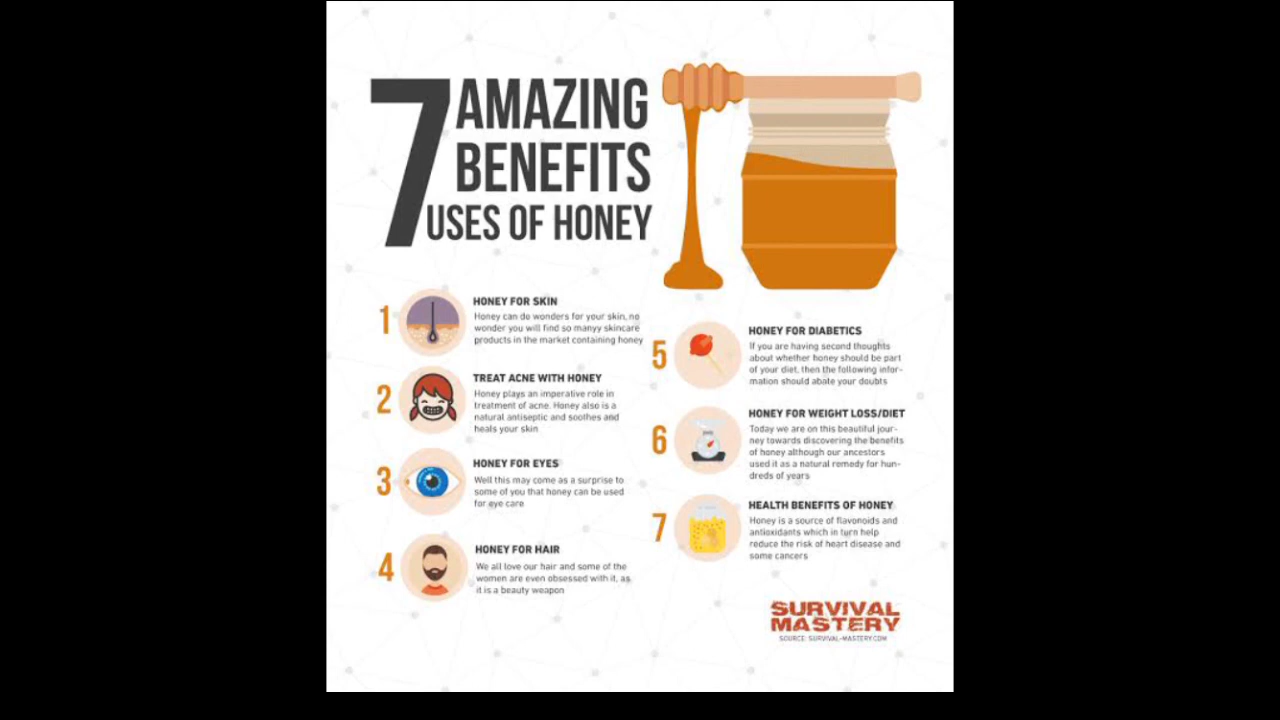 7 AMAZING
BENEFITS
USES OF HONEY
1
HONEY FOR SKIN
Honey can do wonders for your skin, no
wonder you will find so manyy skincare
products in the market containing honey
2
TREAT ACNE WITH HONEY
Honey plays an imperative role in
treatment of acne. Honey also is a
natural antiseptic and soothes and
heals your skin
3
HONEY FOR EYES
Well this may come as a surprise to
some of you that honey can be used
for eye care
4
HONEY FOR HAIR
We all love our hair and some of the
women are even obsessed with it, as
it is a beauty weapon
5
HONEY FOR DIABETICS
If you are having second thoughts
about whether honey should be part
of your diet, then the following infor-
mation should abate your doubts
6
HONEY FOR WEIGHT LOSS/DIET
Today we are on this beautiful jour-
ney towards discovering the benefits
of honey although our ancestors
used it as a natural remedy for hun-
dreds of years
7
HEALTH BENEFITS OF HONEY
Honey is a source of flavonoids and
antioxidants which in turn help
reduce the risk of heart disease and
some cancers
SURVIVAL
MASTERY
SOURCE: SURVIVAL-MASTERY.COM